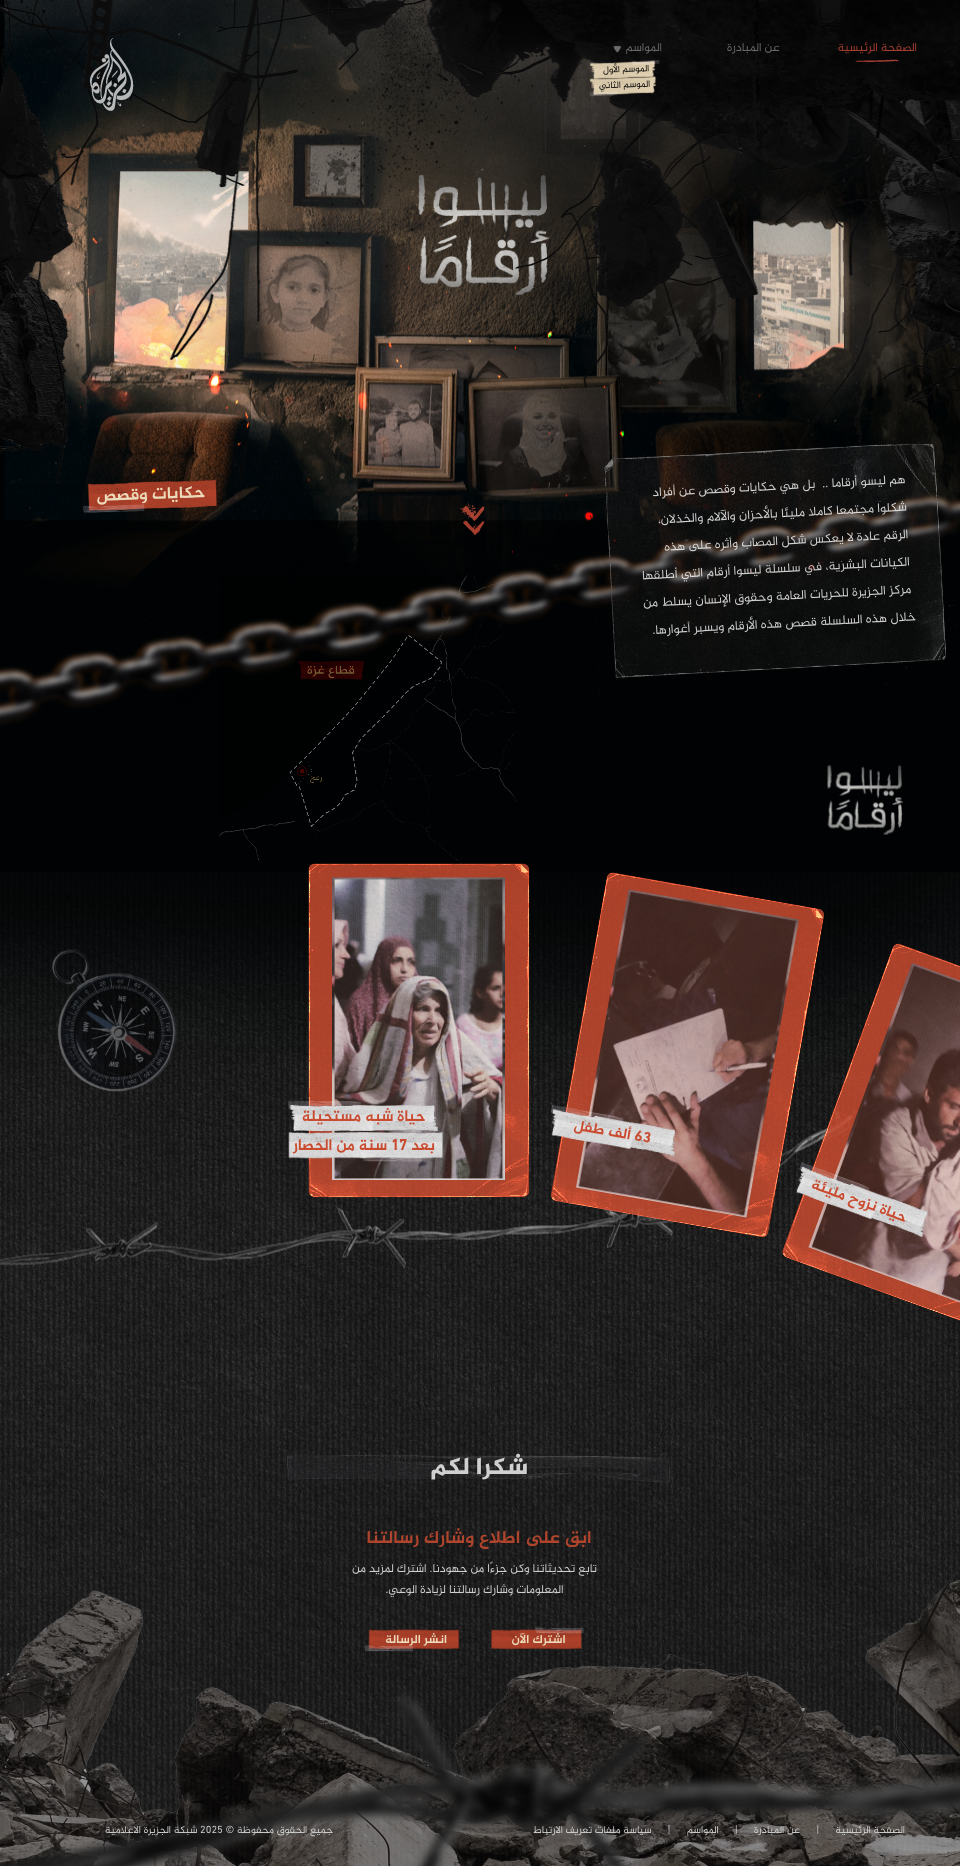 الصفحة الرئيسية
عن المبادرة
المواسم
الموسم الأول
الموسم الثاني
الجزيرة
ليسوا
أرقامًا
حكايات وقصص
هم ليسو أرقاما .. بل هي حكايات وقصص عن أفراد
شكلوا مجتمعا كاملا مليئا بالأحزان والآلام والخذلان.
الرقم عادة لا يعكس شكل المصاب وأثره على هذه
الكيانات البشرية. في سلسلة ليسوا أرقام التي أطلقها
مركز الجزيرة للحريات العامة وحقوق الإنسان يسلط من
خلال هذه السلسلة قصص هذه الأرقام ويسبر أغوارها.
قطاع غزة
رفح
ليسوا
أرقامًا
حياة شبه مستحيلة
بعد 17 سنة من الحصار
63 ألف طفل
حياة نزوح مليئة
شكرا لكم
ابق على اطلاع وشارك رسالتنا
تابع تحديثاتنا وكن جزءًا من جهودنا. اشترك لمزيد من
المعلومات وشارك رسالتنا لزيادة الوعي.
اشترك الآن
انشر الرسالة
الصفحة الرئيسية | عن المبادرة | المواسم | سياسة ملفات تعريف الارتباط
جميع الحقوق محفوظة © 2025 شبكة الجزيرة الاعلامية